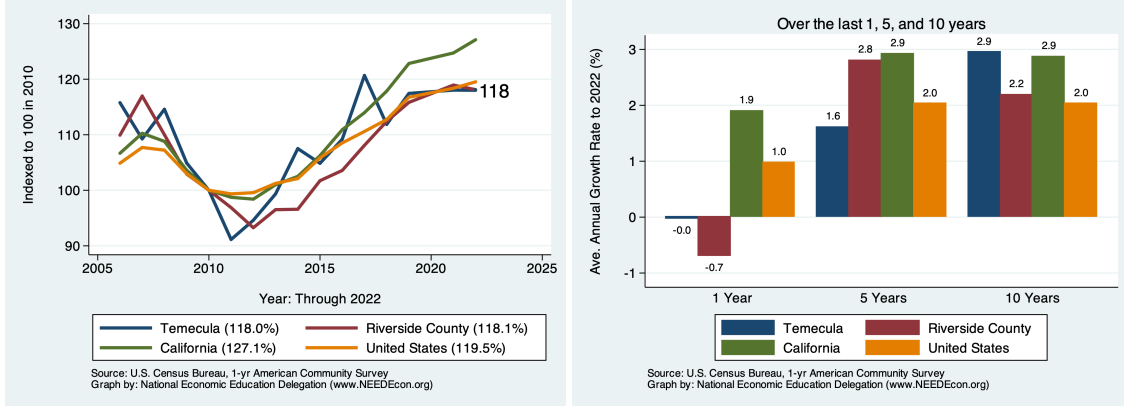 130
120
110
100
90
Indexed to 100 in 2010
118
2005
2010
2015
2020
2025
Year: Through 2022
Temecula (118.0%)
Riverside County (118.1%)
California (127.1%)
United States (119.5%)
Source: U.S. Census Bureau, 1-yr American Community Survey
Graph by: National Economic Education Delegation (www.NEEDEcon.org)
Over the last 1, 5, and 10 years
Ave. Annual Growth Rate to 2022 (%)
3
2
1
0
-1
-0.0
-0.7
1.9
1.0
1.6
2.8
2.9
2.0
2.9
2.2
2.9
2.0
1 Year
5 Years
10 Years
Temecula
Riverside County
California
United States
Source: U.S. Census Bureau, 1-yr American Community Survey
Graph by: National Economic Education Delegation (www.NEEDEcon.org)